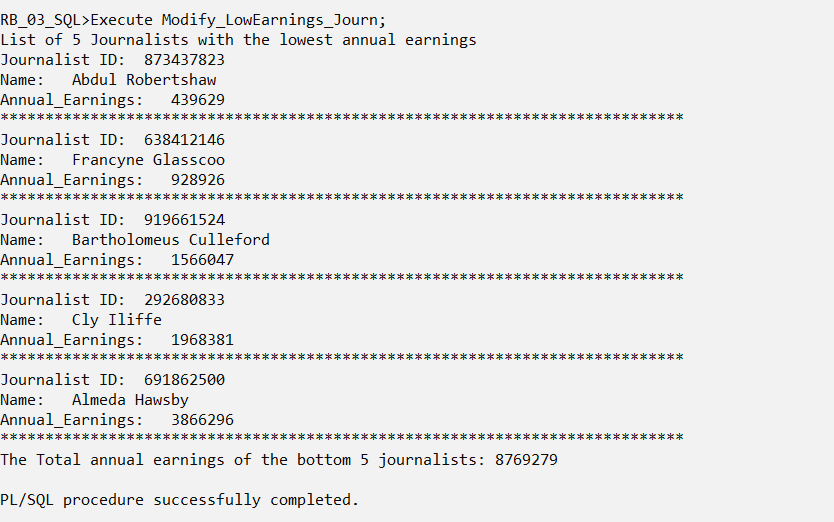 RB_03_SQL>Execute Modify_LowEarnings_Journ;
List of 5 Journalists with the lowest annual earnings
Journalist ID:  873437823
Name:   Abdul Robertshaw
Annual_Earnings:   439629
****************************************************************************
Journalist ID:  638412146
Name:   Francyne Glasscoo
Annual_Earnings:   928926
****************************************************************************
Journalist ID:  919661524
Name:   Bartholomeus Culleford
Annual_Earnings:   1566047
****************************************************************************
Journalist ID:  292680833
Name:   Cly Iliffe
Annual_Earnings:   1968381
****************************************************************************
Journalist ID:  691862500
Name:   Almeda Hawsby
Annual_Earnings:   3866296
****************************************************************************
The Total annual earnings of the bottom 5 journalists: 8769279
PL/SQL procedure successfully completed.